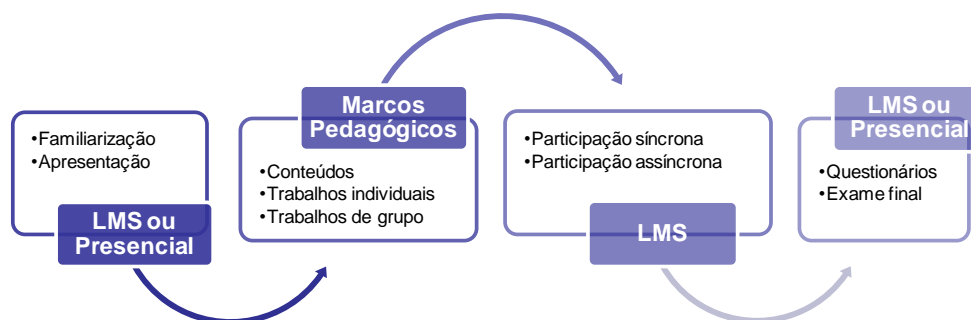 •Familiarização
•Apresentação
LMS ou
Presencial
Marcos
Pedagógicos
•Conteúdos
•Trabalhos individuais
•Trabalhos de grupo
•Participação síncrona
•Participação assíncrona
LMS
LMS ou
Presencial
•Questionários
•Exame final